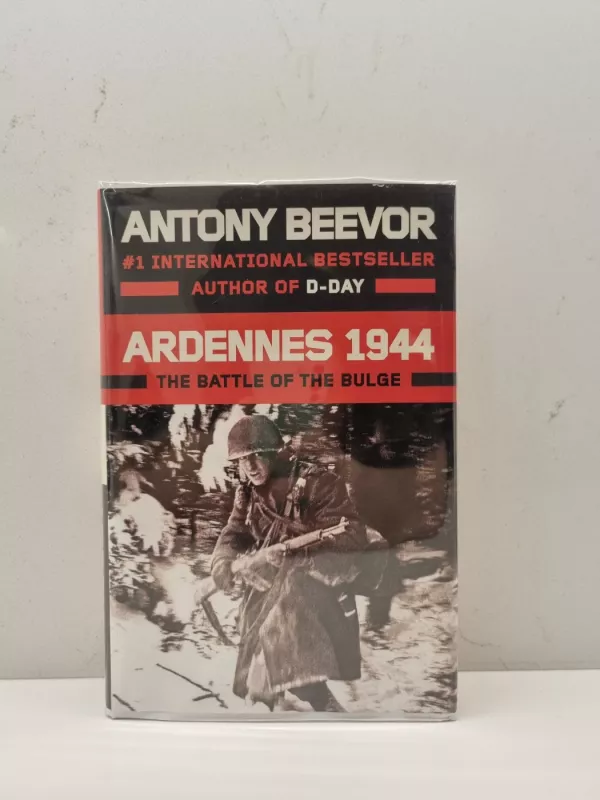 ANTONY BEEVOR
#1 INTERNATIONAL BESTSELLER
AUTHOR OF D-DAY
ARDENNES 1944
THE BATTLE OF THE BULGE